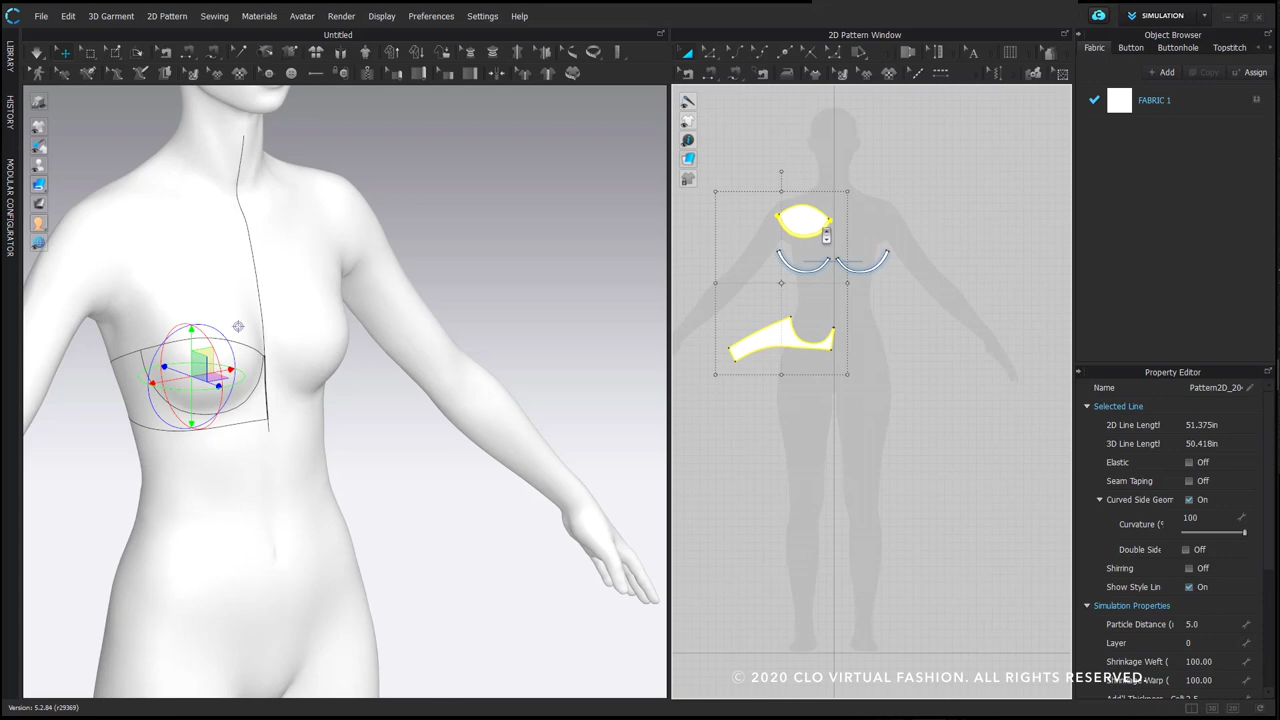 File Edit 3D Garment 2D Pattern Sewing Materials Avatar Render Display Preferences Settings Help
SIMULATION
Untitled
2D Pattern Window
Object Browser
Fabric Button Buttonhole Topstitch
Add Copy Assign
FABRIC 1
LIBRARY
HISTORY
MODULAR CONFIGURATOR
Property Editor
Name Pattern2D_20
Selected Line
2D Line Lengtl 51.375in
3D Line Lengtl 50.418in
Elastic Off
Seam Taping Off
Curved Side Geom On
Curvature (% 100
Double Side Off
Shirring Off
Show Style Lin On
Simulation Properties
Particle Distance (ı 5.0
Layer 0
Shrinkage Weft ( 100.00
Shrinkage Warp ( 100.00
© 2020 CLO VIRTUAL FASHION. ALL RIGHTS RESERVED.
Version: 5.2.84 (r29369)
3D 2D